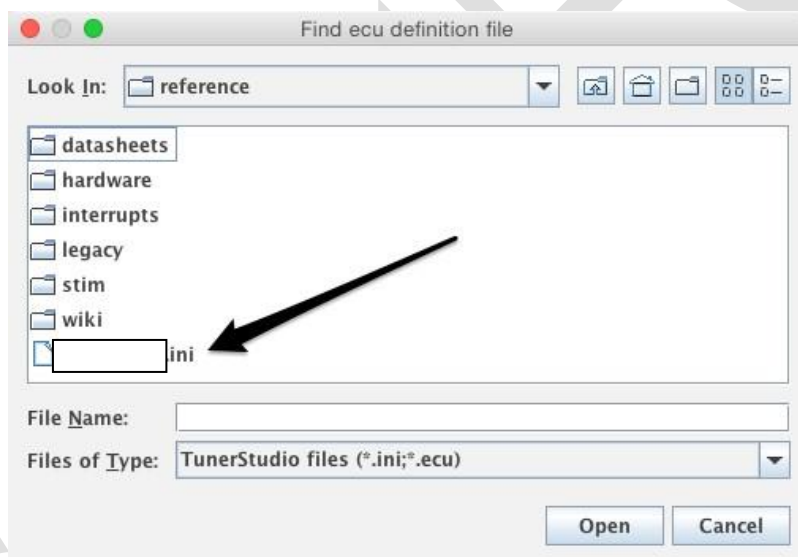 Find ecu definition file
Look In: reference
datasheets
hardware
interrupts
legacy
stim
wiki
.ini
File Name:
Files of Type: TunerStudio files (*.ini;*.ecu)
Open Cancel